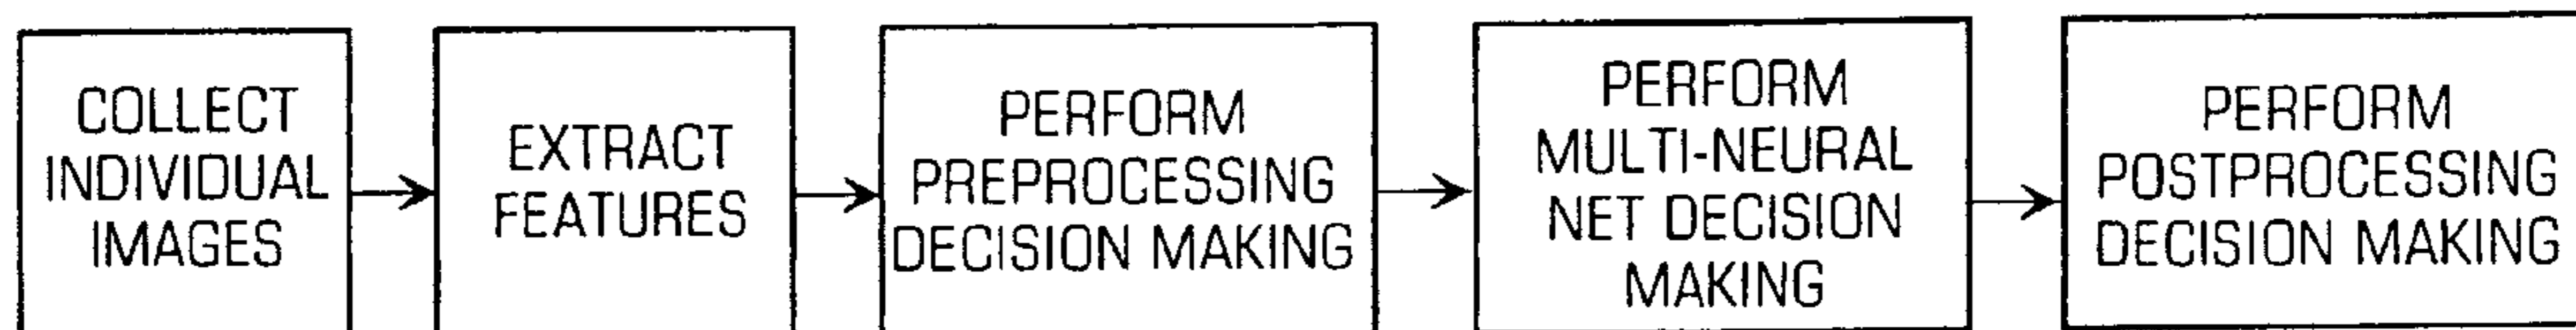 COLLECT
INDIVIDUAL
IMAGES
EXTRACT
FEATURES
PERFORM
PREPROCESSING
DECISION MAKING
PERFORM
MULTI-NEURAL
NET DECISION
MAKING
PERFORM
POSTPROCESSING
DECISION MAKING